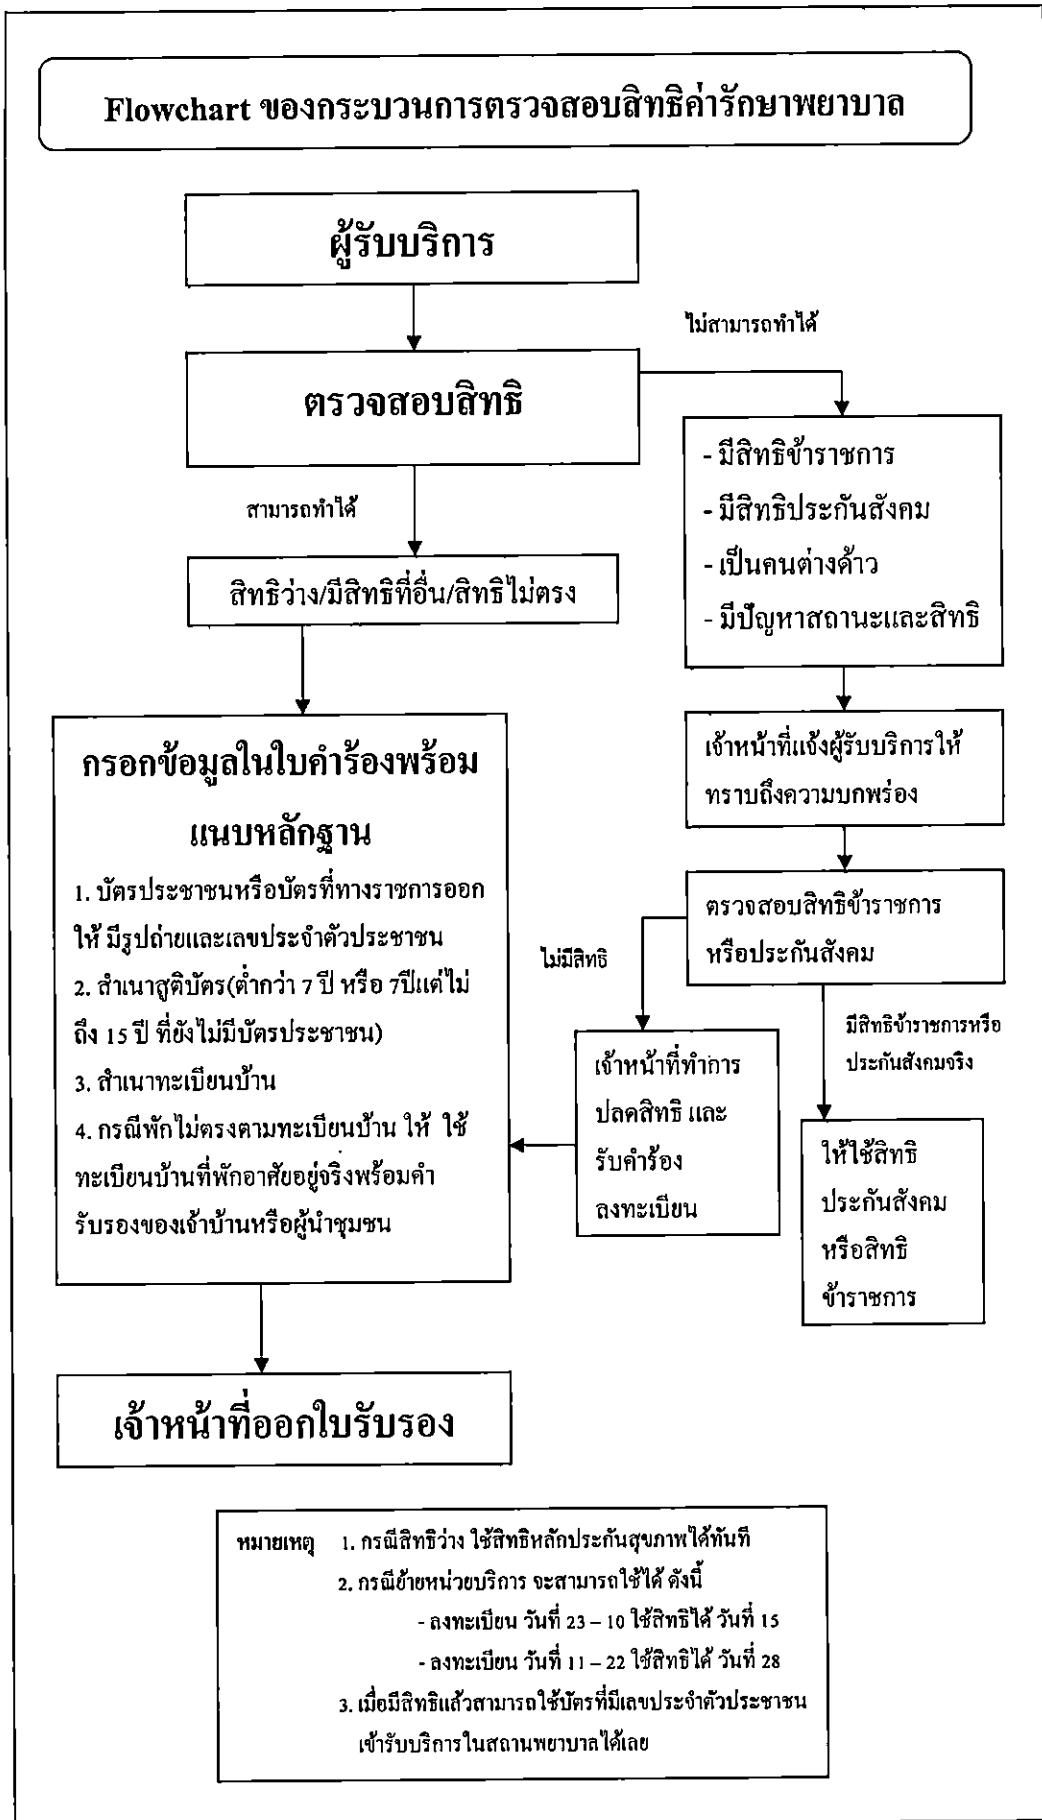 Flowchart ของกระบวนการตรวจสอบสิทธิค่ารักษาพยาบาล
ผู้รับบริการ
ไม่สามารถทำได้
ตรวจสอบสิทธิ
- มีสิทธิข้าราชการ
- มีสิทธิประกันสังคม
- เป็นคนต่างด้าว
- มีปัญหาสถานะและสิทธิ
สามารถทำได้
สิทธิว่าง/มีสิทธิที่อื่น/สิทธิไม่ตรง
เจ้าหน้าที่แจ้งผู้รับบริการให้
ทราบถึงความบกพร่อง
กรอกข้อมูลในใบคำร้องพร้อม
แนบหลักฐาน
1. บัตรประชาชนหรือบัตรที่ทางราชการออก
ให้ มีรูปถ่ายและเลขประจำตัวประชาชน
2. สำเนาสูติบัตร(ต่ำกว่า 7 ปี หรือ 7ปีแต่ไม่
ถึง 15 ปี ที่ยังไม่มีบัตรประชาชน)
3. สำเนาทะเบียนบ้าน
4. กรณีพักไม่ตรงตามทะเบียนบ้าน ให้ ใช้
ทะเบียนบ้านที่พักอาศัยอยู่จริงพร้อมคำ
รับรองของเจ้าบ้านหรือผู้นำชุมชน
ตรวจสอบสิทธิข้าราชการ
หรือประกันสังคม
ไม่มีสิทธิ
มีสิทธิข้าราชการหรือ
ประกันสังคมจริง
เจ้าหน้าที่ทำการ
ปลดสิทธิ และ
รับคำร้อง
ลงทะเบียน
ให้ใช้สิทธิ
ประกันสังคม
หรือสิทธิ
ข้าราชการ
เจ้าหน้าที่ออกใบรับรอง
หมายเหตุ 1. กรณีสิทธิว่าง ใช้สิทธิหลักประกันสุขภาพได้ทันที
2. กรณีย้ายหน่วยบริการ จะสามารถใช้ได้ ดังนี้
- ลงทะเบียน วันที่ 23 – 10 ใช้สิทธิได้ วันที่ 15
- ลงทะเบียน วันที่ 11 – 22 ใช้สิทธิได้ วันที่ 28
3. เมื่อมีสิทธิแล้วสามารถใช้บัตรที่มีเลขประจำตัวประชาชน
เข้ารับบริการในสถานพยาบาลได้เลย